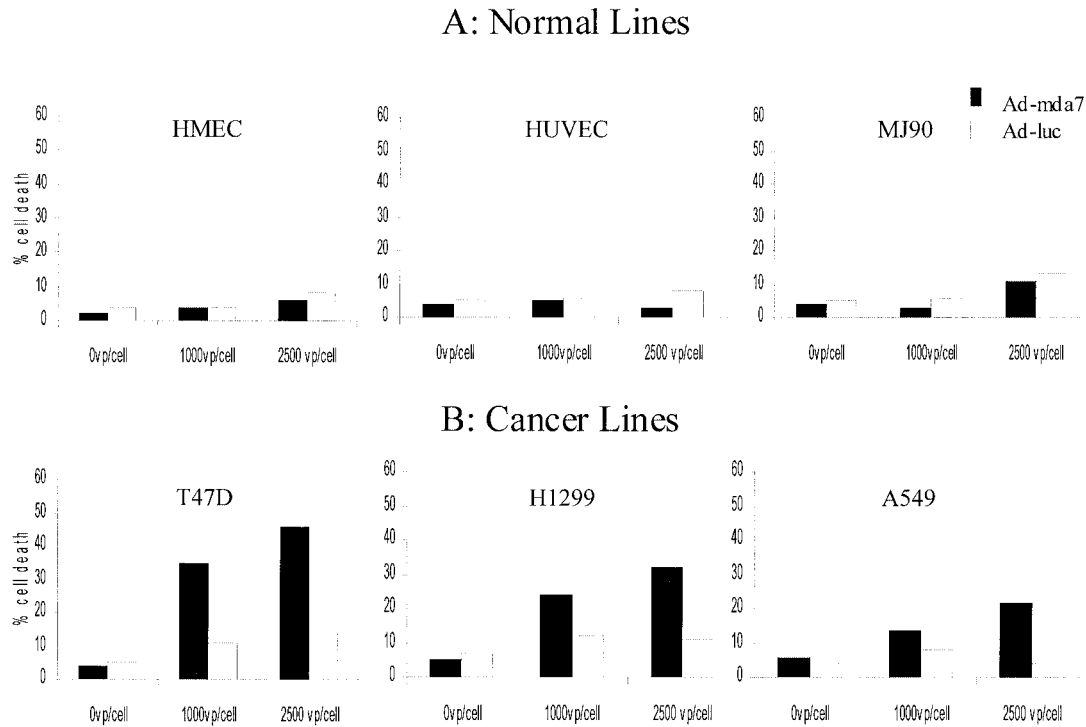 A: Normal Lines
HMEC
% cell death
60
50
40
30
20
10
0
0vp/cell
1000vp/cell
2500 vp/cell
HUVEC
60
50
40
30
20
10
0
0vp/cell
1000vp/cell
2500 vp/cell
MJ90
60
50
40
30
20
10
0
0vp/cell
1000vp/cell
2500 vp/cell
Ad-mda7
Ad-luc
B: Cancer Lines
T47D
% cell death
60
50
40
30
20
10
0
0vp/cell
1000vp/cell
2500 vp/cell
H1299
60
50
40
30
20
10
0
0vp/cell
1000vp/cell
2500 vp/cell
A549
60
50
40
30
20
10
0
0vp/cell
1000vp/cell
2500 vp/cell